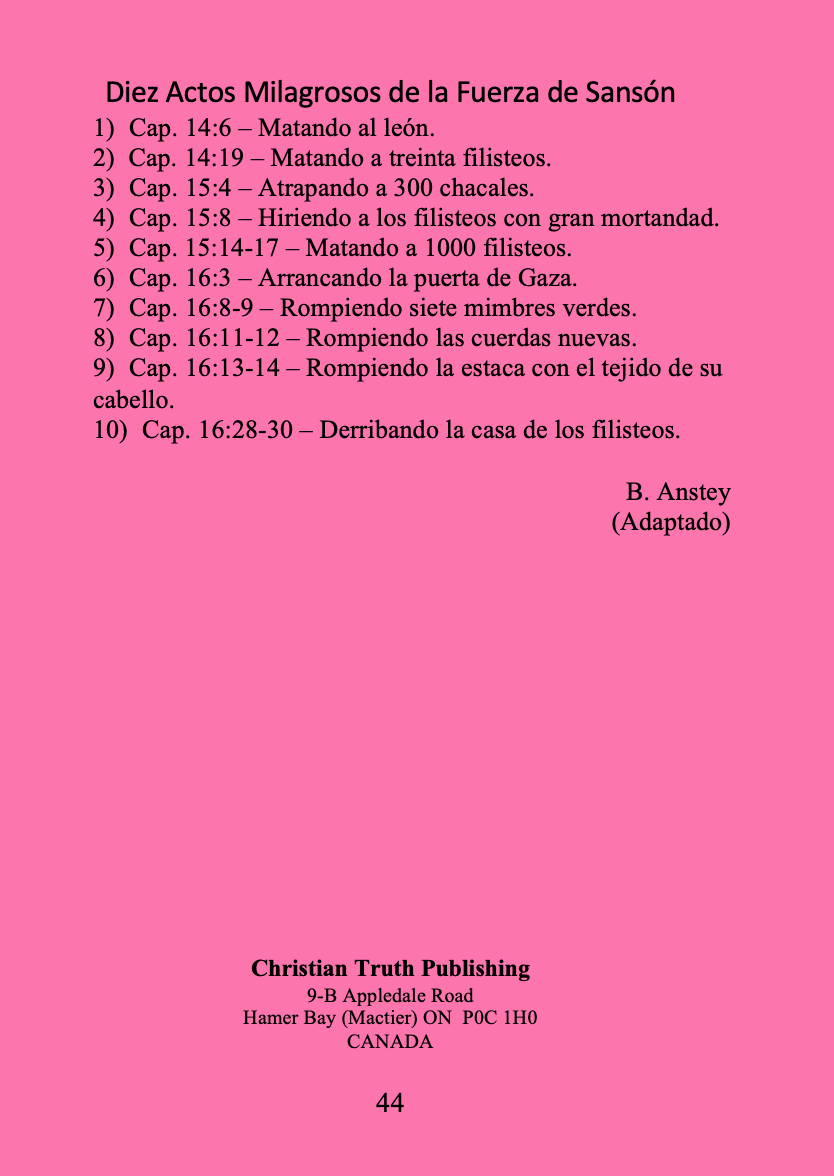 Diez Actos Milagrosos de la Fuerza de Sansón
1) Cap. 14:6 – Matando al león.
2) Cap. 14:19 – Matando a treinta filisteos.
3) Cap. 15:4 – Atrapando a 300 chacales.
4) Cap. 15:8 – Hiriendo a los filisteos con gran mortandad.
5) Cap. 15:14-17 – Matando a 1000 filisteos.
6) Cap. 16:3 – Arrancando la puerta de Gaza.
7) Cap. 16:8-9 – Rompiendo siete mimbres verdes.
8) Cap. 16:11-12 – Rompiendo las cuerdas nuevas.
9) Cap. 16:13-14 – Rompiendo la estaca con el tejido de su
cabello.
10) Cap. 16:28-30 – Derribando la casa de los filisteos.
B. Anstey
(Adaptado)
Christian Truth Publishing
9-B Appledale Road
Hamer Bay (Mactier) ON P0C 1H0
CANADA
44